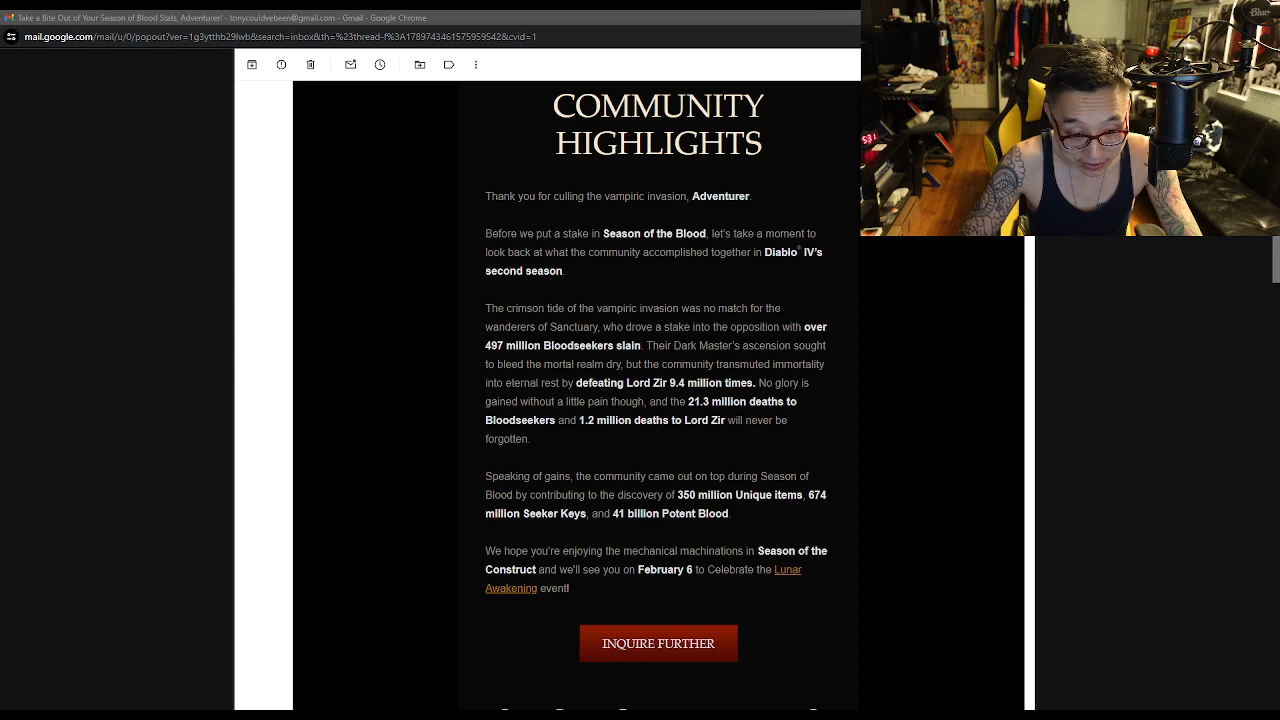 Take a Bite Out of Your Season of Blood Stats, Adventurer! - tonycouldvebeen@gmail.com - Gmail - Google Chrome
mail.google.com/mail/u/0/popout?ver=1g3ytthb29lwb&search=inbox&th=%23thread-f%3A1789743461575959542&cvid=1
COMMUNITY
HIGHLIGHTS
Thank you for culling the vampiric invasion, Adventurer.
Before we put a stake in Season of the Blood, let's take a moment to
look back at what the community accomplished together in Diablo® IV's
second season.
The crimson tide of the vampiric invasion was no match for the
wanderers of Sanctuary, who drove a stake into the opposition with over
497 million Bloodseekers slain. Their Dark Master's ascension sought
to bleed the mortal realm dry, but the community transmuted immortality
into eternal rest by defeating Lord Zir 9.4 million times. No glory is
gained without a little pain though, and the 21.3 million deaths to
Bloodseekers and 1.2 million deaths to Lord Zir will never be
forgotten.
Speaking of gains, the community came out on top during Season of
Blood by contributing to the discovery of 350 million Unique items, 674
million Seeker Keys, and 41 billion Potent Blood.
We hope you're enjoying the mechanical machinations in Season of the
Construct and we'll see you on February 6 to Celebrate the Lunar
Awakening event!
INQUIRE FURTHER
Blue
5:31